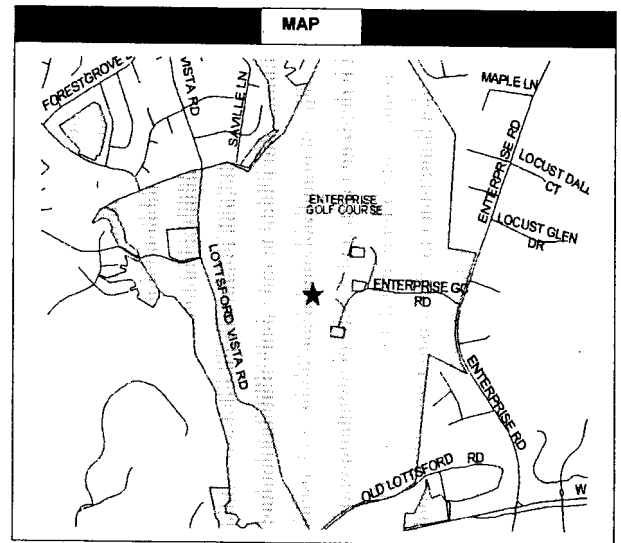 MAP
FORESTGROVE
VISTA RD
SAVILLE LN
MAPLE LN
ENTERPRISE RD
LOCUST DALE
CT
LOCUST GLEN
DR
ENTERPRISE
GOLF COURSE
LOTTSFORD VISTA RD
ENTERPRISE GC
RD
ENTERPRISE RD
OLD LOTTSFORD RD
W